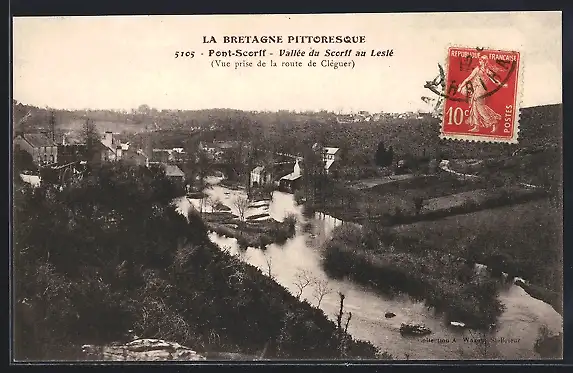 LA BRETAGNE PITTORESQUE
5105 - Pont-Scorff - Vallée du Scorff au Leslé
(Vue prise de la route de Cléguer)
REPUBLIQUE FRANÇAISE
10c POSTES